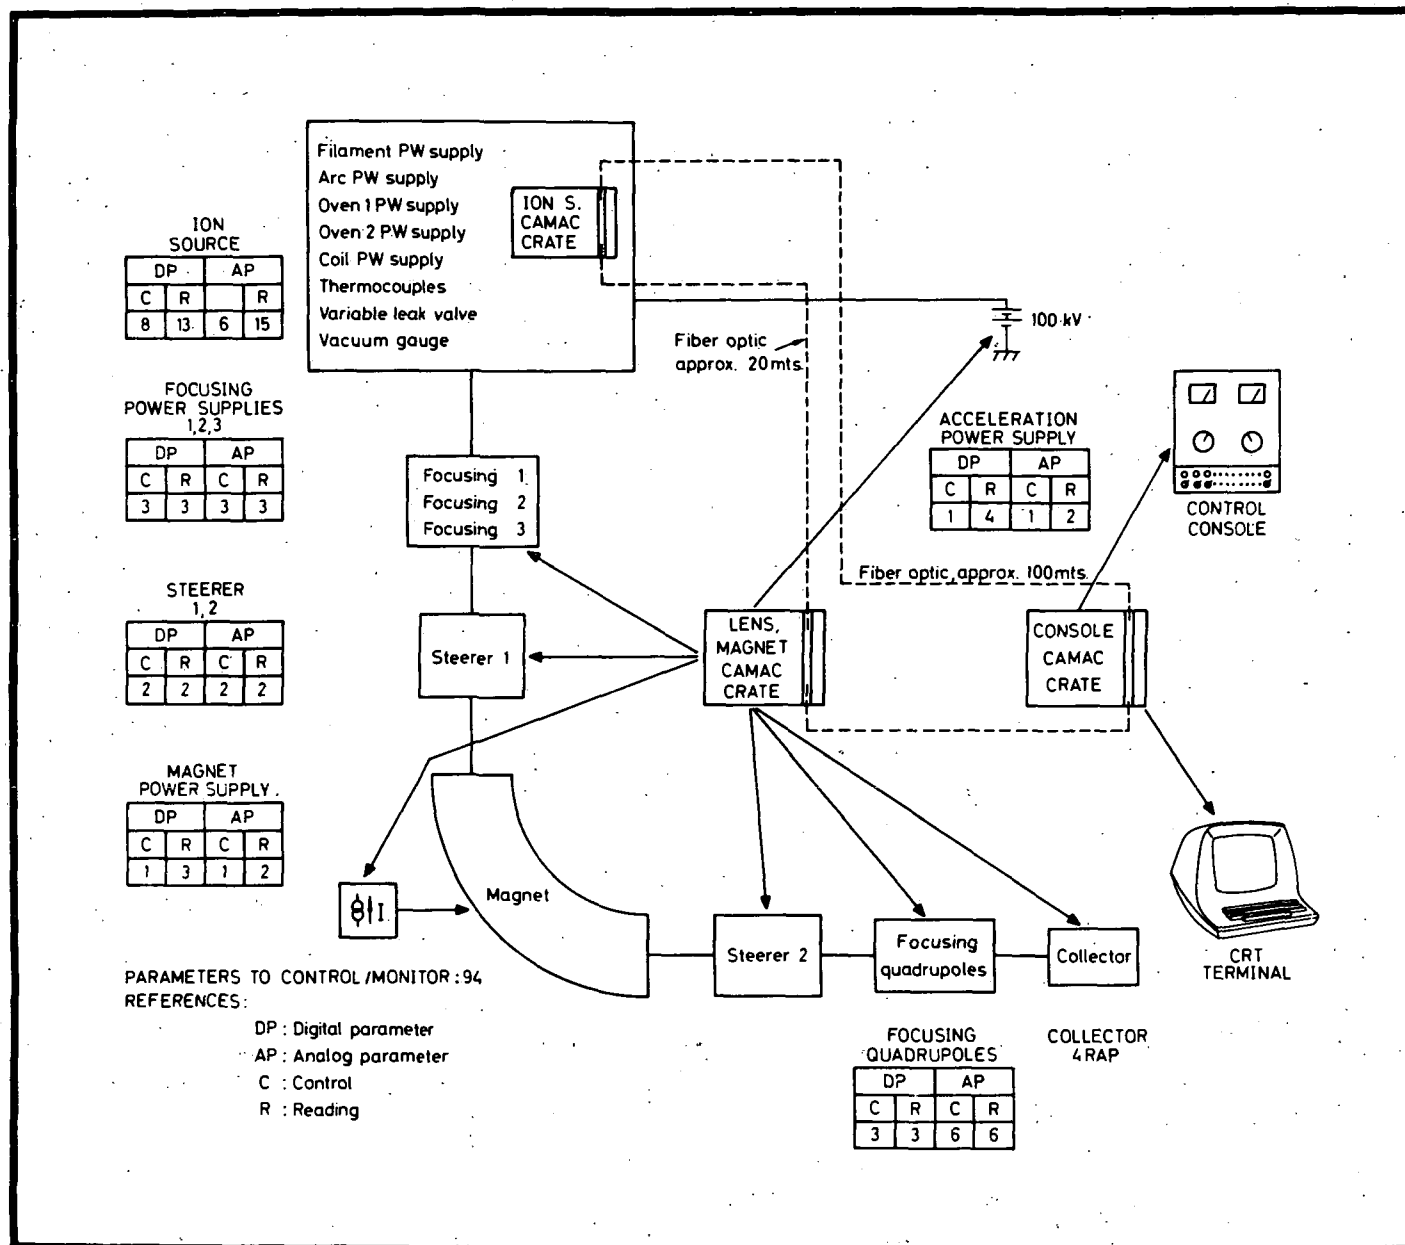 Filament PW supply
Arc PW supply
Oven 1 PW supply
Oven 2 PW supply
Coil PW supply
Thermocouples
Variable leak valve
Vacuum gauge
ION S.
CAMAC
CRATE
ION
SOURCE
DP AP
C R R
8 13 6 15
FOCUSING
POWER SUPPLIES
1,2,3
DP AP
C R C R
3 3 3 3
STEERER
1,2
DP AP
C R C R
2 2 2 2
MAGNET
POWER SUPPLY.
DP AP
C R C R
1 3 1 2
Focusing 1
Focusing 2
Focusing 3
Steerer 1
Magnet
I
Fiber optic
approx. 20mts.
100 kV
ACCELERATION
POWER SUPPLY
DP AP
C R C R
1 4 1 2
CONTROL
CONSOLE
Fiber optic, approx. 100mts.
LENS,
MAGNET
CAMAC
CRATE
CONSOLE
CAMAC
CRATE
CRT
TERMINAL
Steerer 2
Focusing
quadrupoles
Collector
FOCUSING
QUADRUPOLES
DP AP
C R C R
3 3 6 6
COLLECTOR
4 RAP
PARAMETERS TO CONTROL/MONITOR: 94
REFERENCES:
DP : Digital parameter
AP : Analog parameter
C : Control
R : Reading